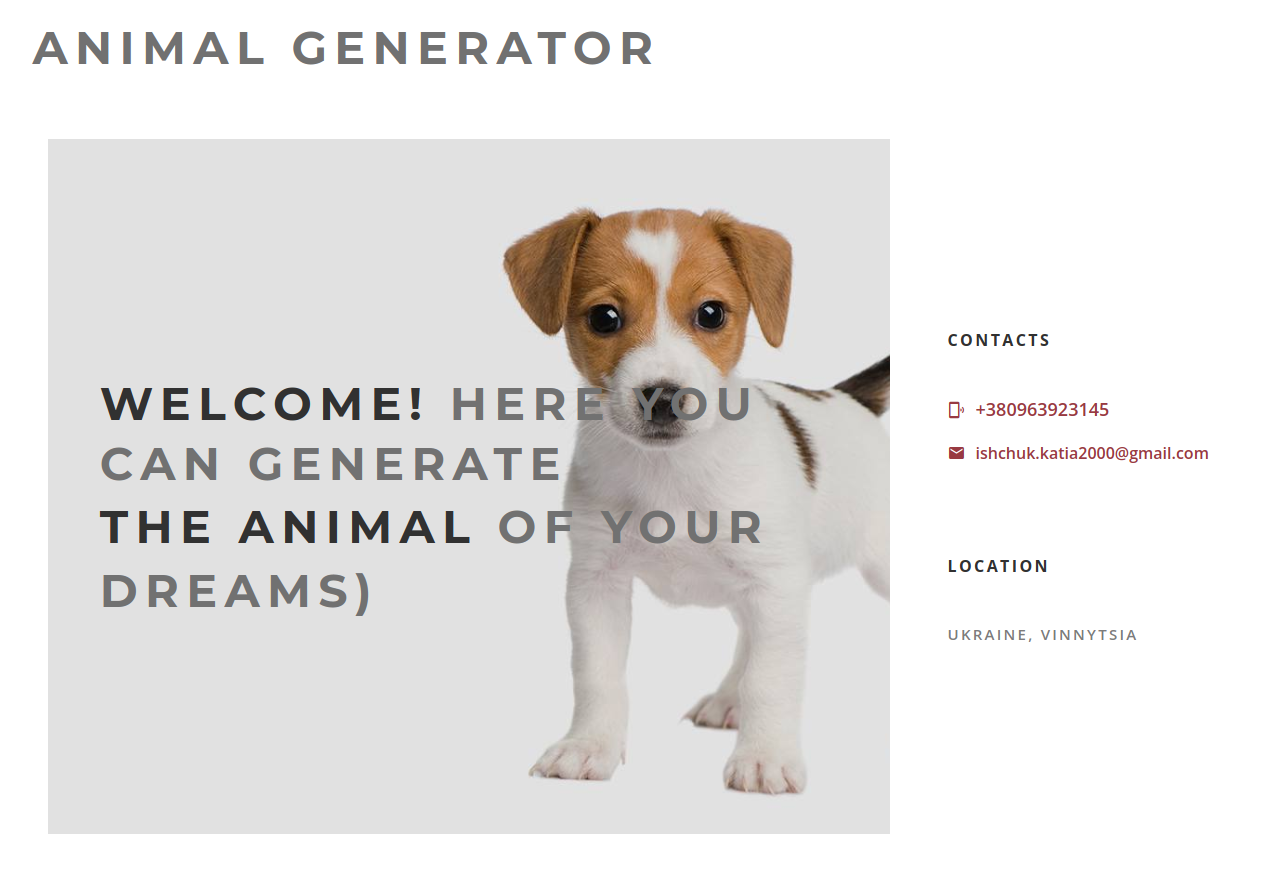 ANIMAL GENERATOR
WELCOME! HERE YOU
CAN GENERATE
THE ANIMAL OF YOUR
DREAMS)
CONTACTS
+380963923145
ishchuk.katia2000@gmail.com
LOCATION
UKRAINE, VINNYTSIA